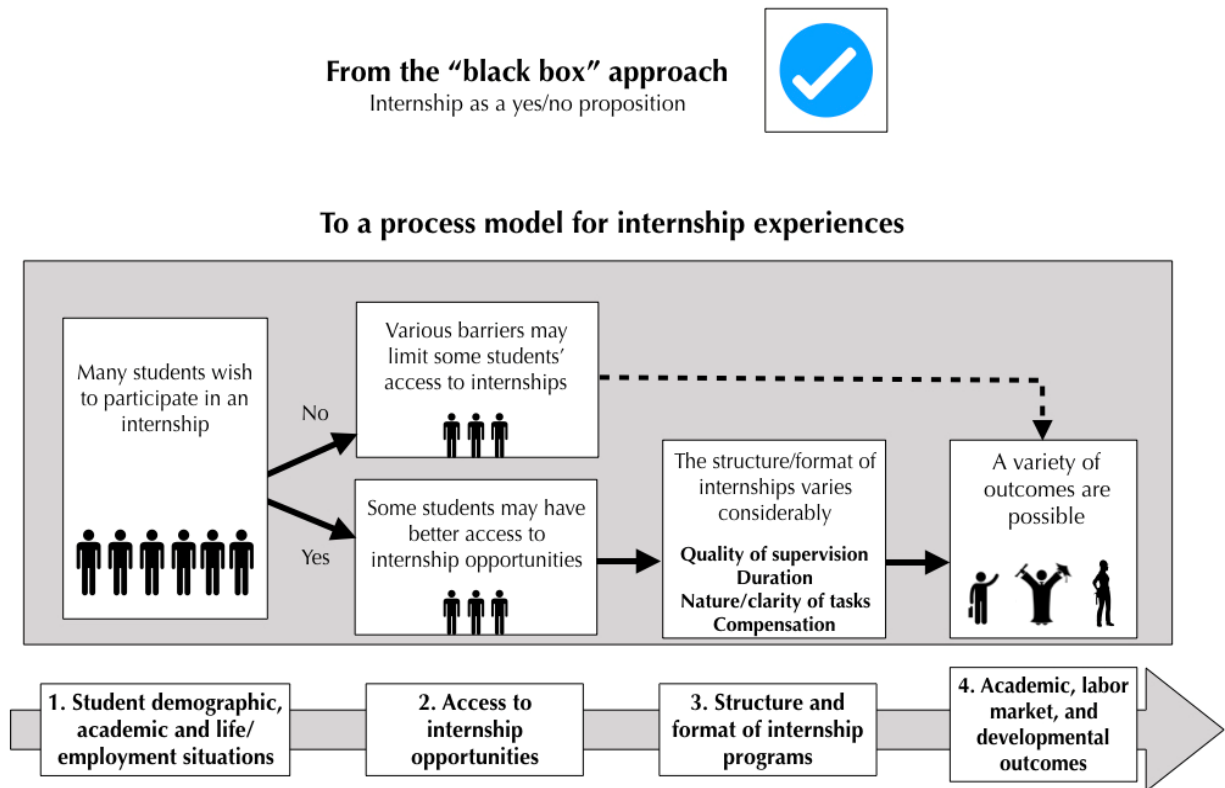 From the “black box” approach
Internship as a yes/no proposition
To a process model for internship experiences
Many students wish
to participate in an
internship
No
Yes
Various barriers may
limit some students’
access to internships
Some students may have
better access to
internship opportunities
The structure/format of
internships varies
considerably
Quality of supervision
Duration
Nature/clarity of tasks
Compensation
A variety of
outcomes are
possible
1. Student demographic,
academic and life/
employment situations
2. Access to
internship
opportunities
3. Structure and
format of internship
programs
4. Academic, labor
market, and
developmental
outcomes